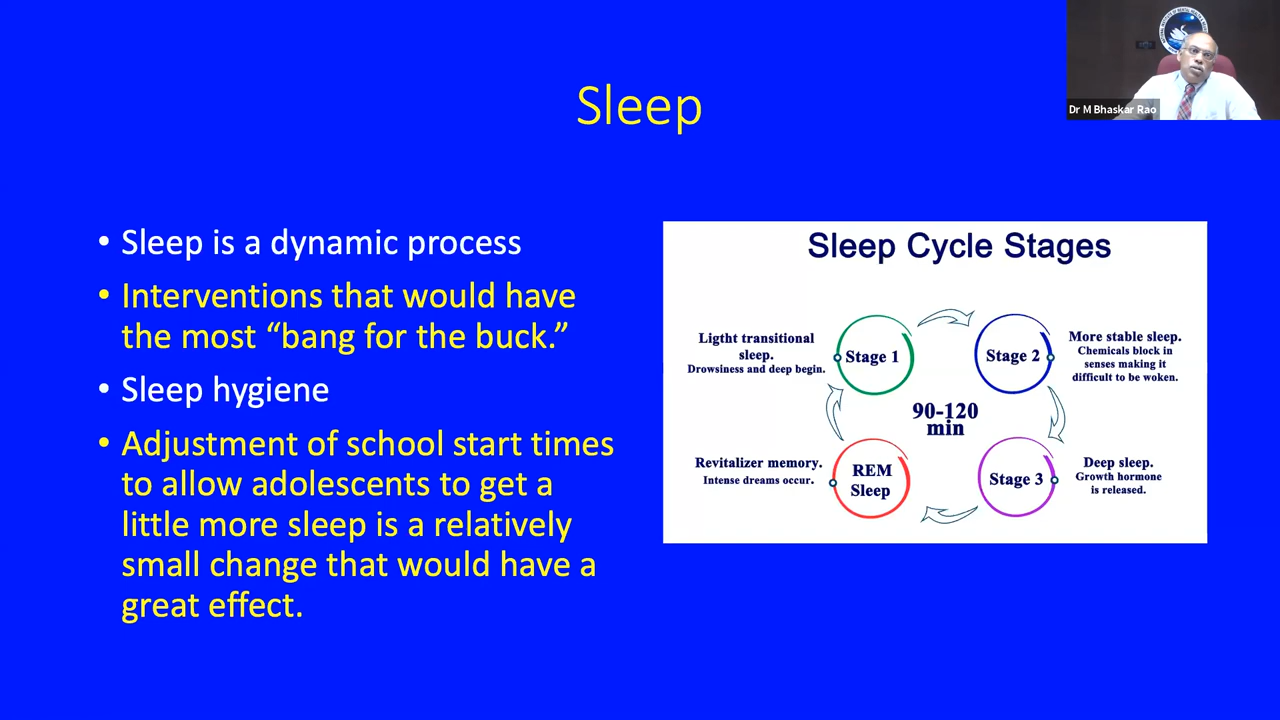 Dr M Bhaskar Rao
Sleep
• Sleep is a dynamic process
• Interventions that would have
the most “bang for the buck.”
• Sleep hygiene
• Adjustment of school start times
to allow adolescents to get a
little more sleep is a relatively
small change that would have a
great effect.
Sleep Cycle Stages
Ligtht transitional
sleep.
Drowsiness and deep begin.
Stage 1
Stage 2
More stable sleep.
Chemicals block in
senses making it
difficult to be woken.
90-120
min
Revitalizer memory.
Intense dreams occur.
REM
Sleep
Stage 3
Deep sleep.
Growth hormone
is released.